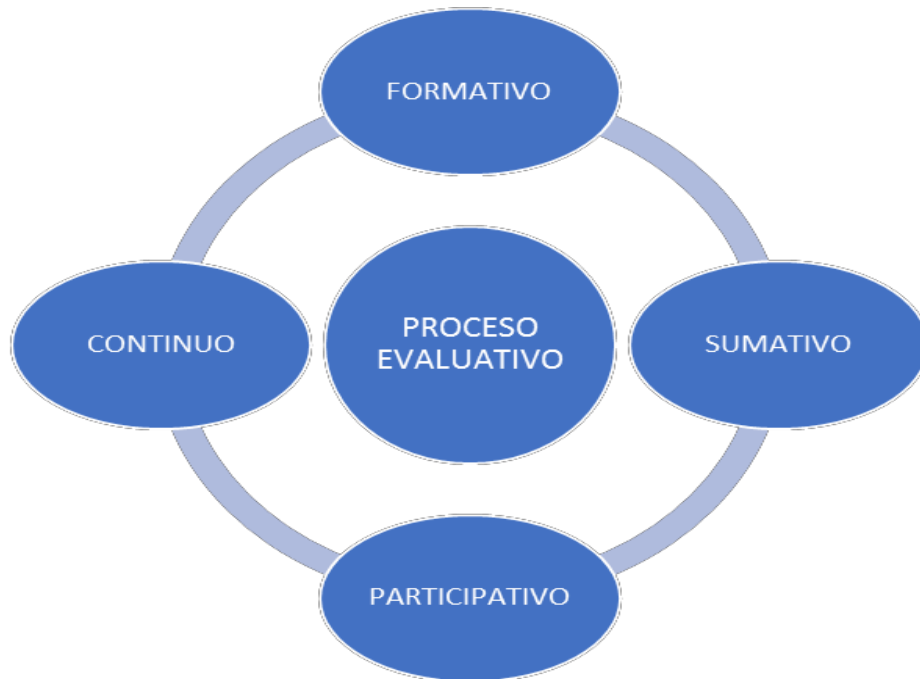 FORMATIVO
CONTINUO
PROCESO
EVALUATIVO
SUMATIVO
PARTICIPATIVO